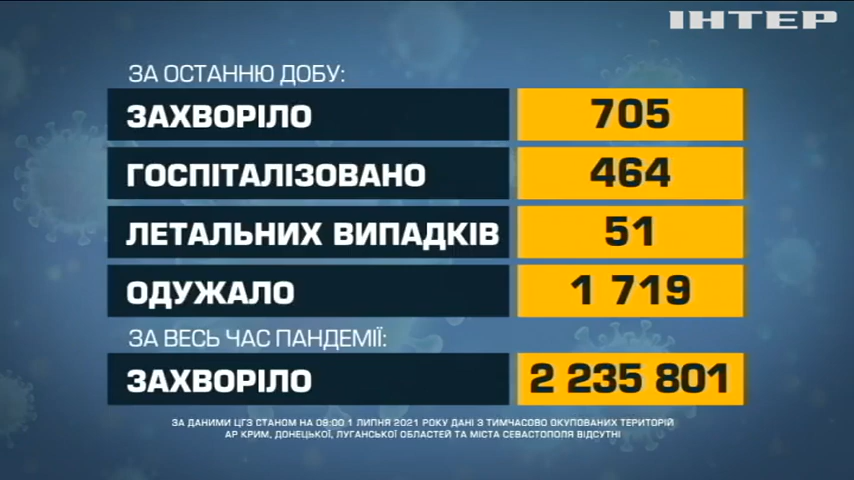 ІНТЕР
ЗА ОСТАННЮ ДОБУ:
ЗАХВОРІЛО 705
ГОСПІТАЛІЗОВАНО 464
ЛЕТАЛЬНИХ ВИПАДКІВ 51
ОДУЖАЛО 1 719
ЗА ВЕСЬ ЧАС ПАНДЕМІЇ:
ЗАХВОРІЛО 2 235 801
ЗА ДАНИМИ ЦГЗ СТАНОМ НА 09:00 1 ЛИПНЯ 2021 РОКУ ДАНІ З ТИМЧАСОВО ОКУПОВАНИХ ТЕРИТОРІЙ
АР КРИМ, ДОНЕЦЬКОЇ, ЛУГАНСЬКОЇ ОБЛАСТЕЙ ТА МІСТА СЕВАСТОПОЛЯ ВІДСУТНІ